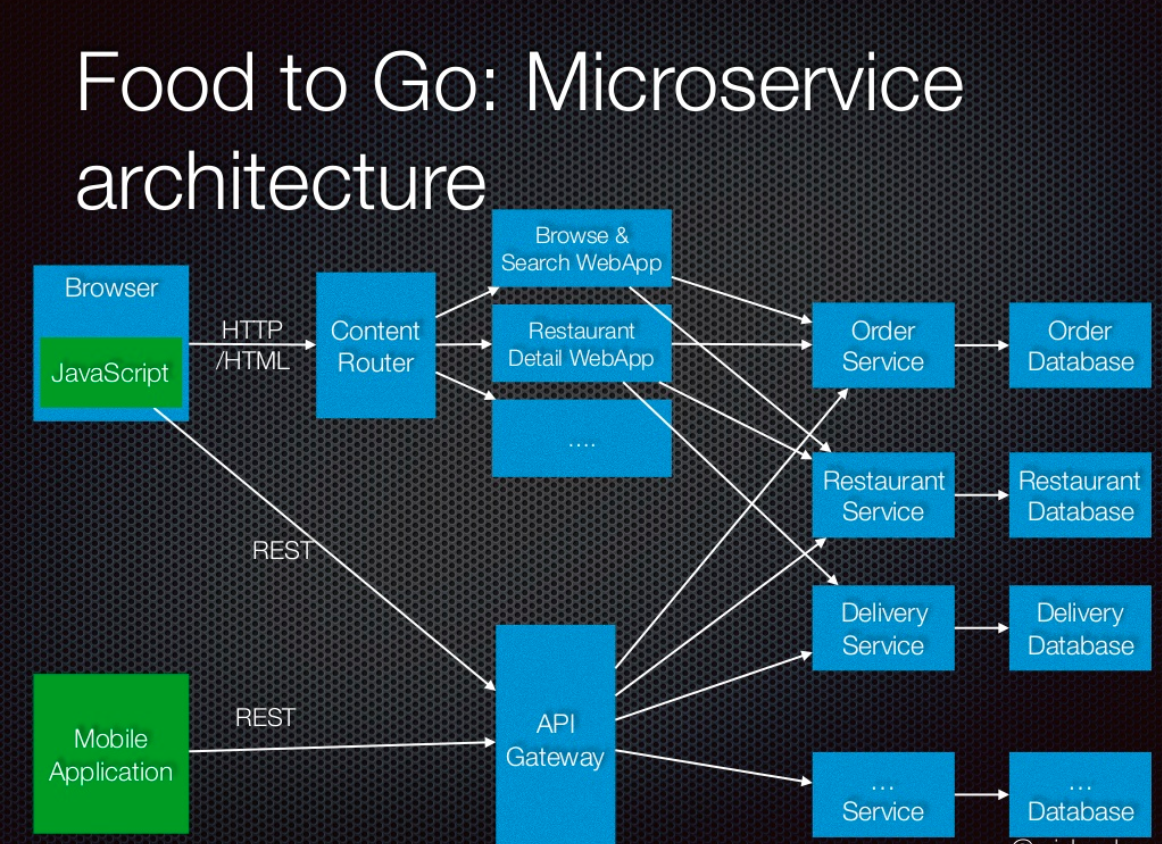 Food to Go: Microservice
architecture
Browser
JavaScript
HTTP
/HTML
Content
Router
Browse &
Search WebApp
Restaurant
Detail WebApp
....
Order
Service
Order
Database
Restaurant
Service
Restaurant
Database
REST
Delivery
Service
Delivery
Database
Mobile
Application
REST
API
Gateway
...
Service
...
Database